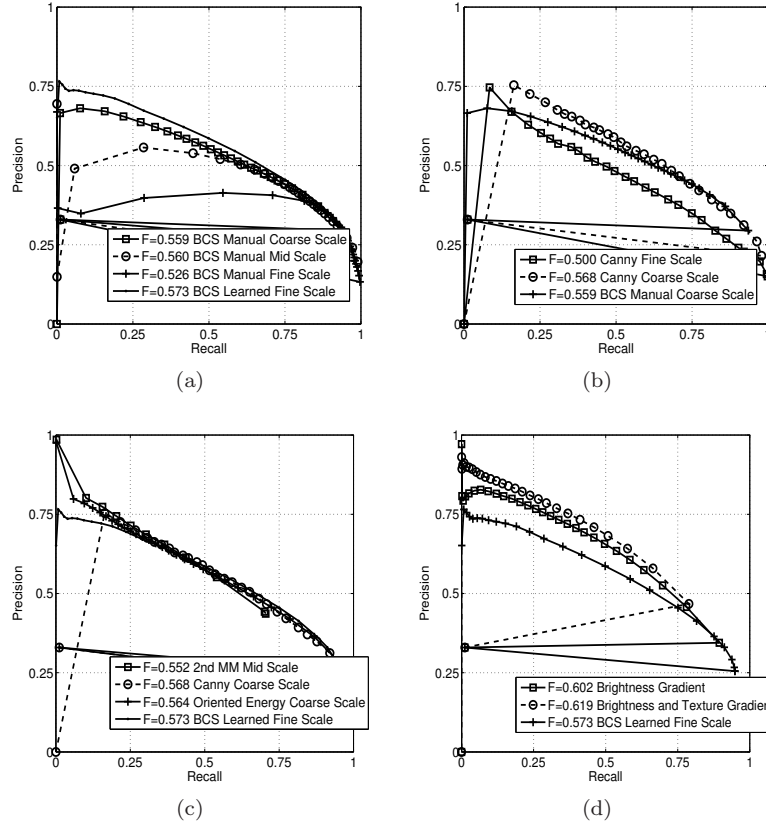 1
0.75
0.5
0.25
0
Precision
0 0.25 0.5 0.75 1
Recall
F=0.559 BCS Manual Coarse Scale
F=0.560 BCS Manual Mid Scale
F=0.526 BCS Manual Fine Scale
F=0.573 BCS Learned Fine Scale
(a)
1
0.75
0.5
0.25
0
Precision
0 0.25 0.5 0.75 1
Recall
F=0.500 Canny Fine Scale
F=0.568 Canny Coarse Scale
F=0.559 BCS Manual Coarse Scale
(b)
1
0.75
0.5
0.25
0
Precision
0 0.25 0.5 0.75 1
Recall
F=0.552 2nd MM Mid Scale
F=0.568 Canny Coarse Scale
F=0.564 Oriented Energy Coarse Scale
F=0.573 BCS Learned Fine Scale
(c)
1
0.75
0.5
0.25
0
Precision
0 0.25 0.5 0.75 1
Recall
F=0.602 Brightness Gradient
F=0.619 Brightness and Texture Gradien
F=0.573 BCS Learned Fine Scale
(d)